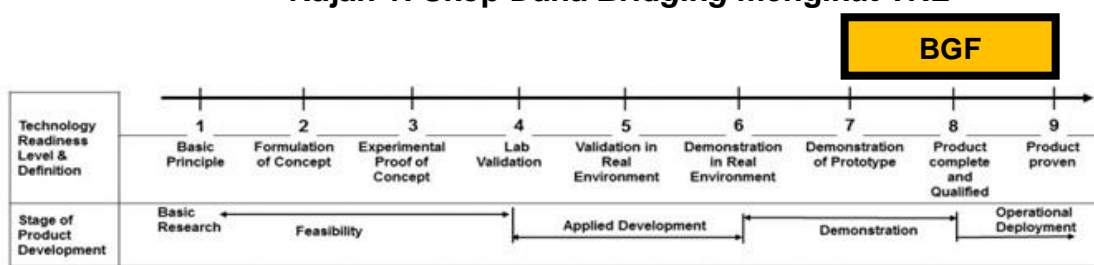 BGF
Technology
Readiness
Level &
Definition
1
Basic
Principle
2
Formulation
of Concept
3
Experimental
Proof of
Concept
4
Lab
Validation
5
Validation in
Real
Environment
6
Demonstration
in Real
Environment
7
Demonstration
of Prototype
8
Product
complete
and
Qualified
9
Product
proven
Stage of
Product
Development
Basic
Research
Feasibility
Applied Development
Demonstration
Operational
Deployment